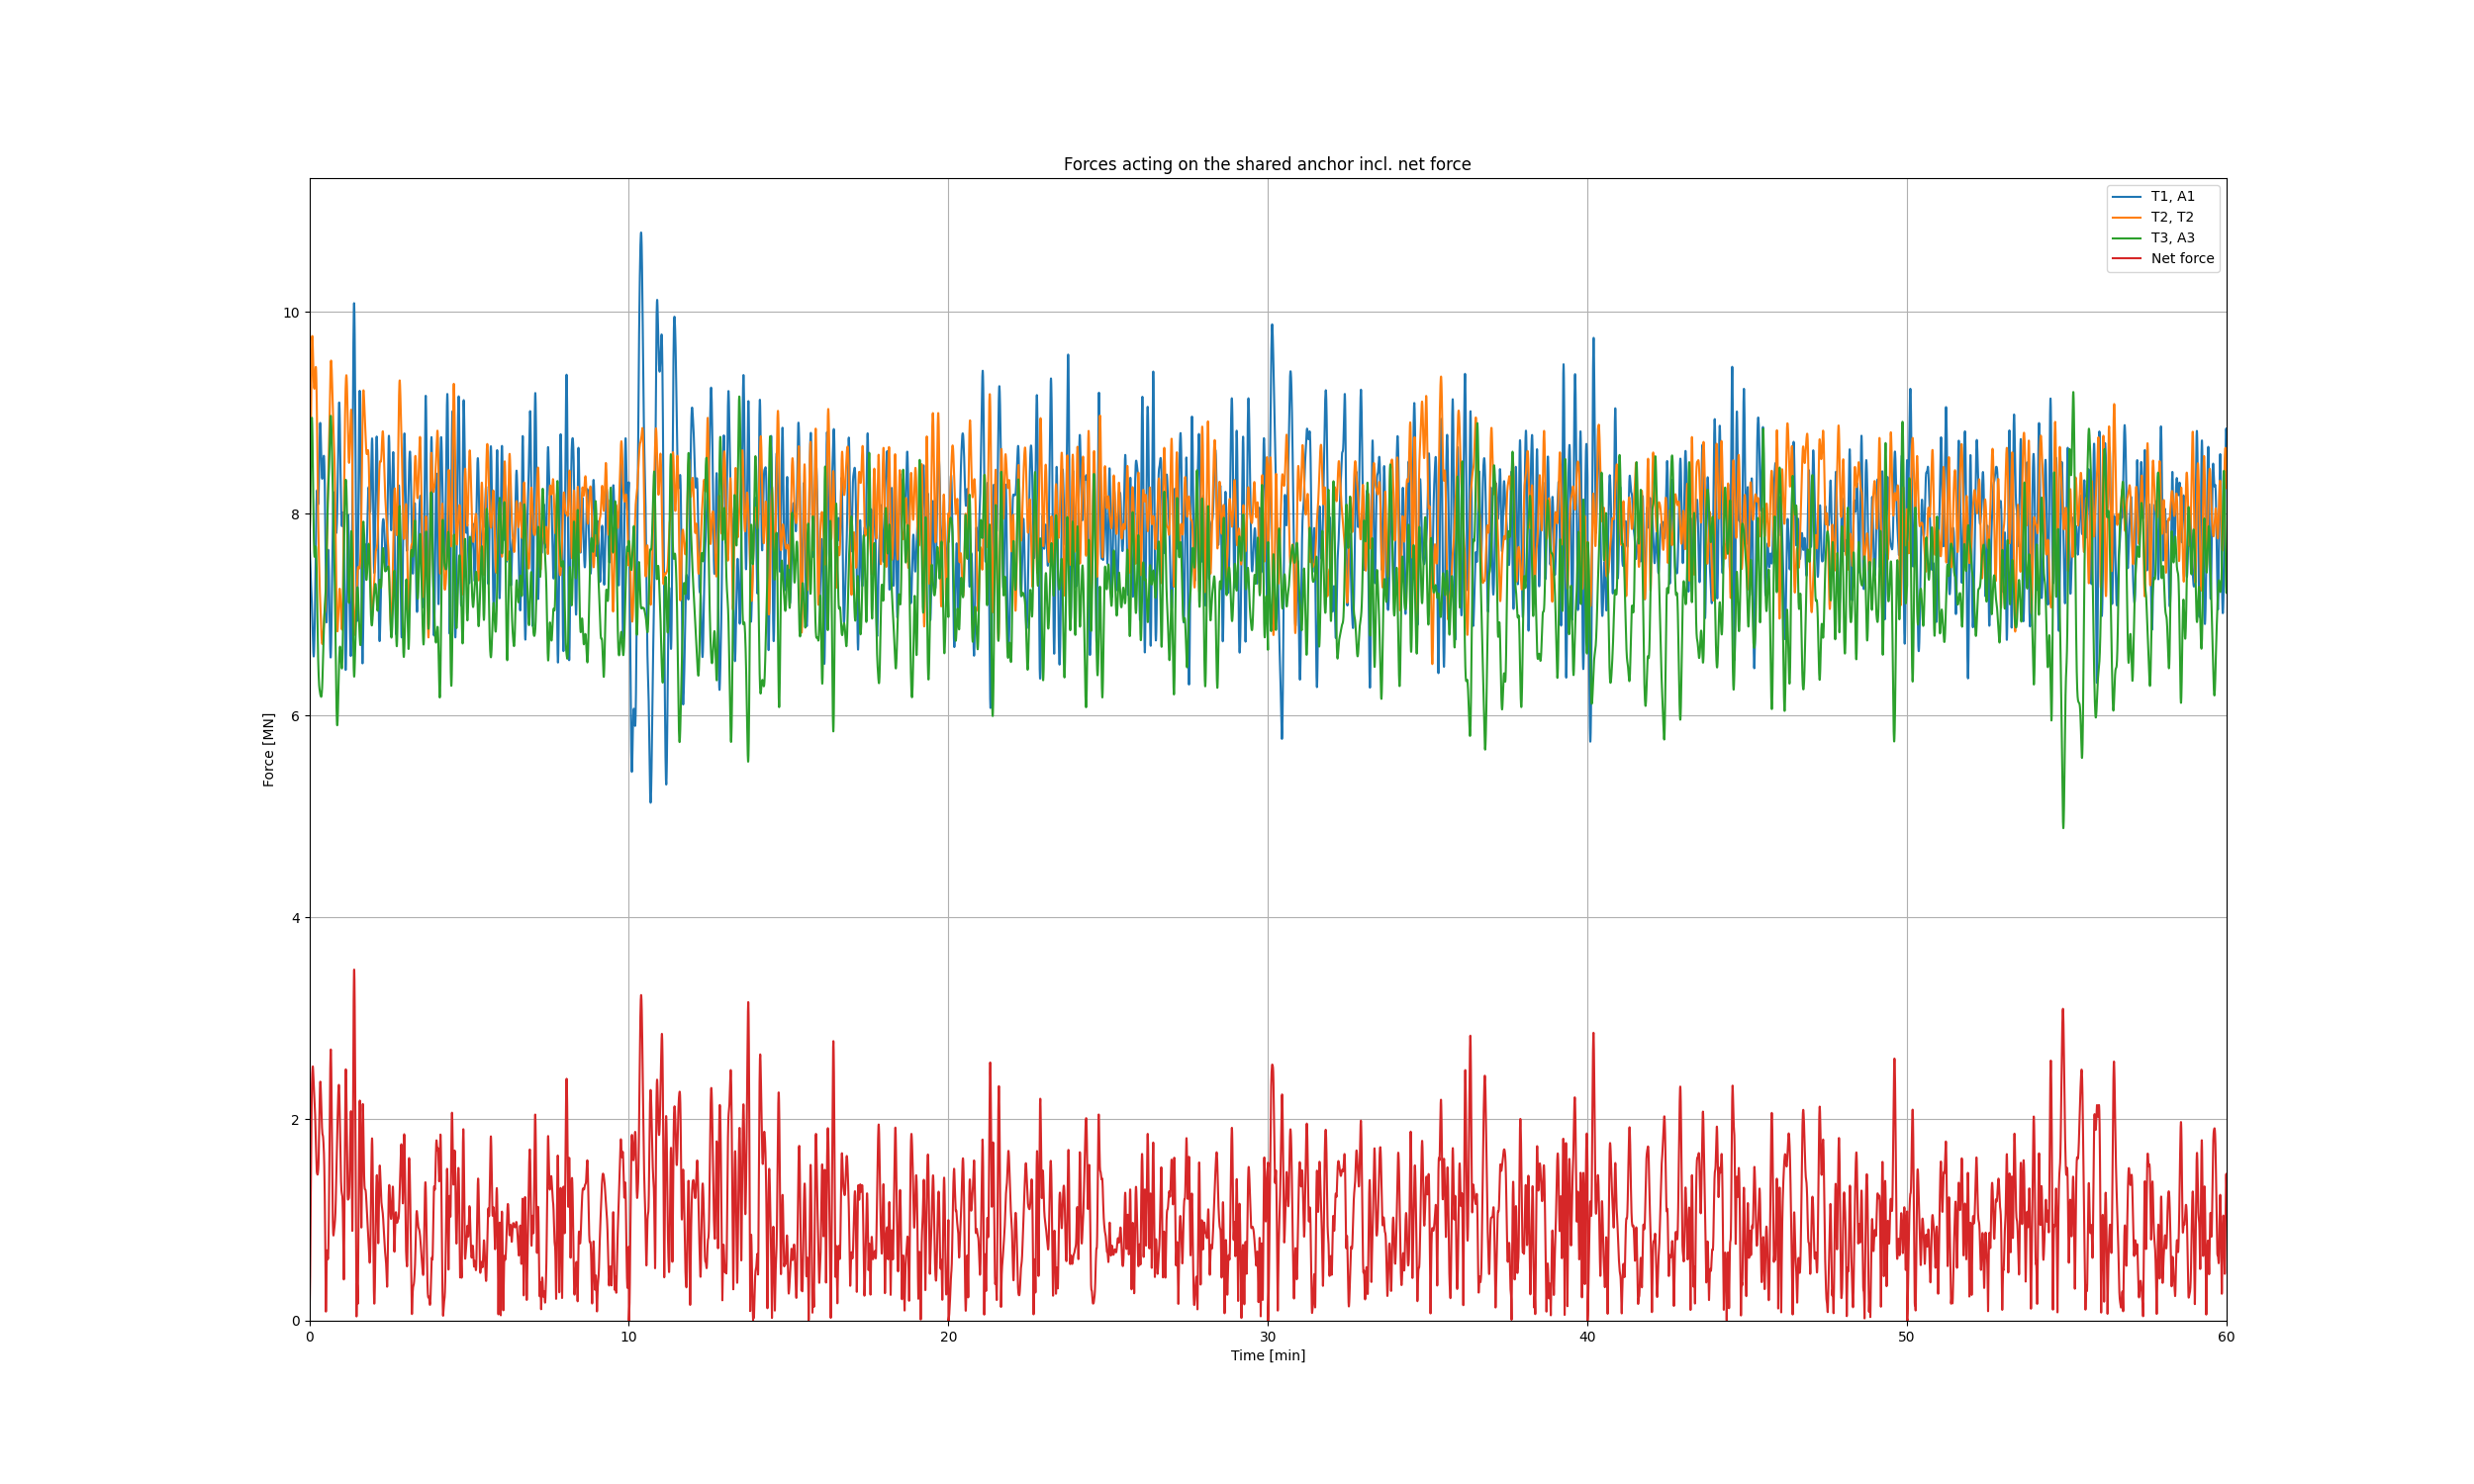 Forces acting on the shared anchor incl. net force
T1, A1
T2, T2
T3, A3
Net force
Force [MN]
10
8
6
4
2
0
0 10 20 30 40 50 60
Time [min]